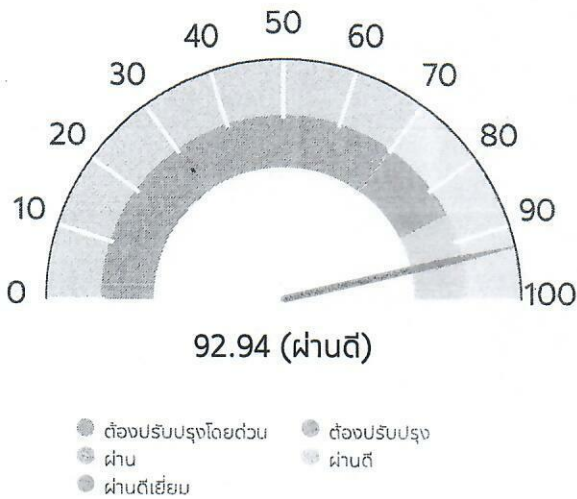 50
40 60
30 70
20 80
10 90
0 100
92.94 (ผ่านดี)
ต้องปรับปรุงโดยด่วน ต้องปรับปรุง
ผ่าน ผ่านดี
ผ่านดีเยี่ยม